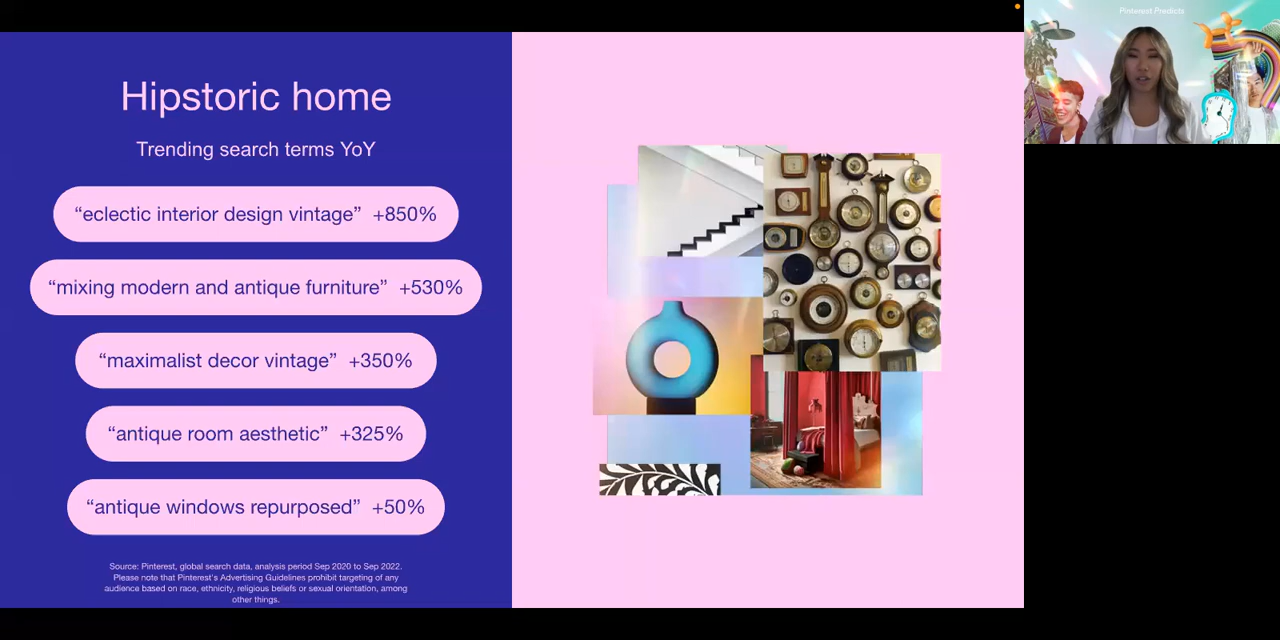 Pinterest Predicts
Hipstoric home
Trending search terms YoY
“eclectic interior design vintage” +850%
“mixing modern and antique furniture” +530%
“maximalist decor vintage” +350%
“antique room aesthetic” +325%
“antique windows repurposed” +50%
Source: Pinterest, global search data, analysis period Sep 2020 to Sep 2022.
Please note that Pinterest's Advertising Guidelines prohibit targeting of any
audience based on race, ethnicity, religious beliefs or sexual orientation, among
other things.